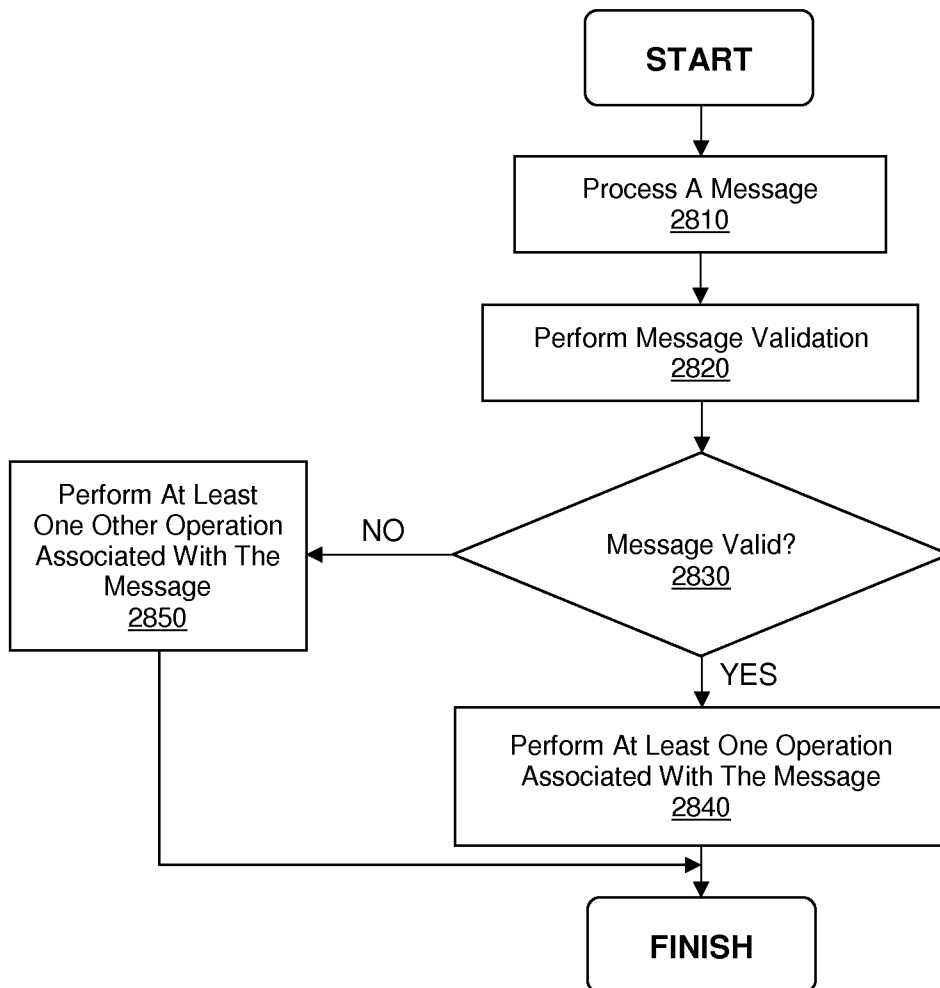 START
Process A Message
2810
Perform Message Validation
2820
Message Valid?
2830
NO
Perform At Least
One Other Operation
Associated With The
Message
2850
YES
Perform At Least One Operation
Associated With The Message
2840
FINISH